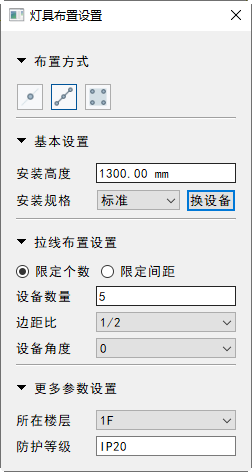 灯具布置设置
布置方式
基本设置
安装高度 1300.00 mm
安装规格 标准 换设备
拉线布置设置
限定个数 限定间距
设备数量 5
边距比 1/2
设备角度 0
更多参数设置
所在楼层 1F
防护等级 IP20